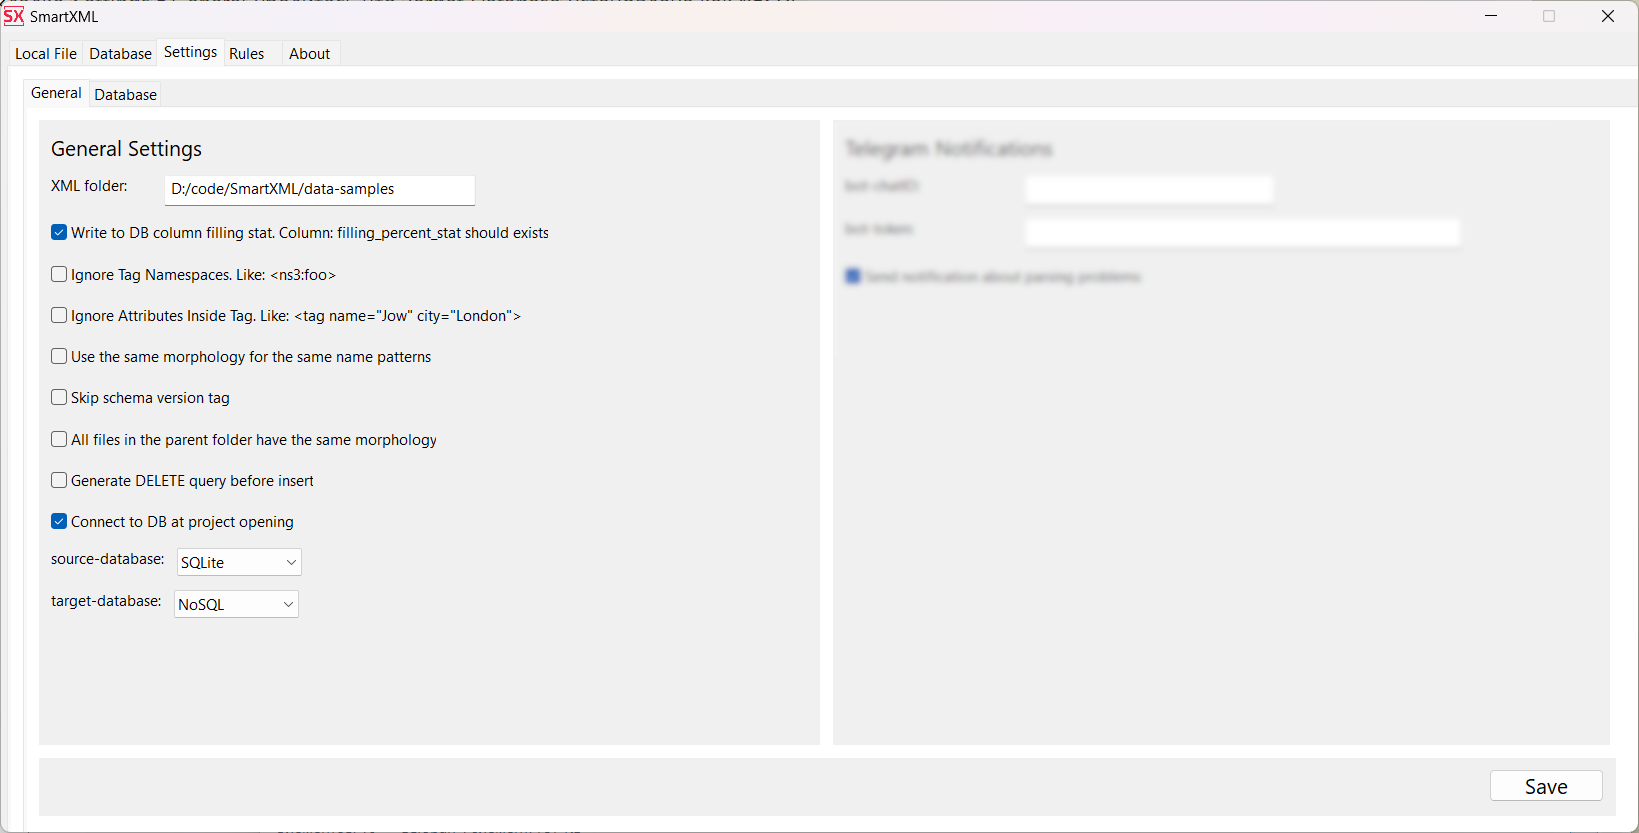 SX SmartXML
Local File Database Settings Rules About
General Database
General Settings
XML folder: D:/code/SmartXML/data-samples
Write to DB column filling stat. Column: filling_percent_stat should exists
Ignore Tag Namespaces. Like: <ns3:foo>
Ignore Attributes Inside Tag. Like: <tag name="Jow" city="London">
Use the same morphology for the same name patterns
Skip schema version tag
All files in the parent folder have the same morphology
Generate DELETE query before insert
Connect to DB at project opening
source-database: SQLite
target-database: NoSQL
Telegram Notifications
bot-chatID:
bot-token:
Send notification about parsing problems
Save